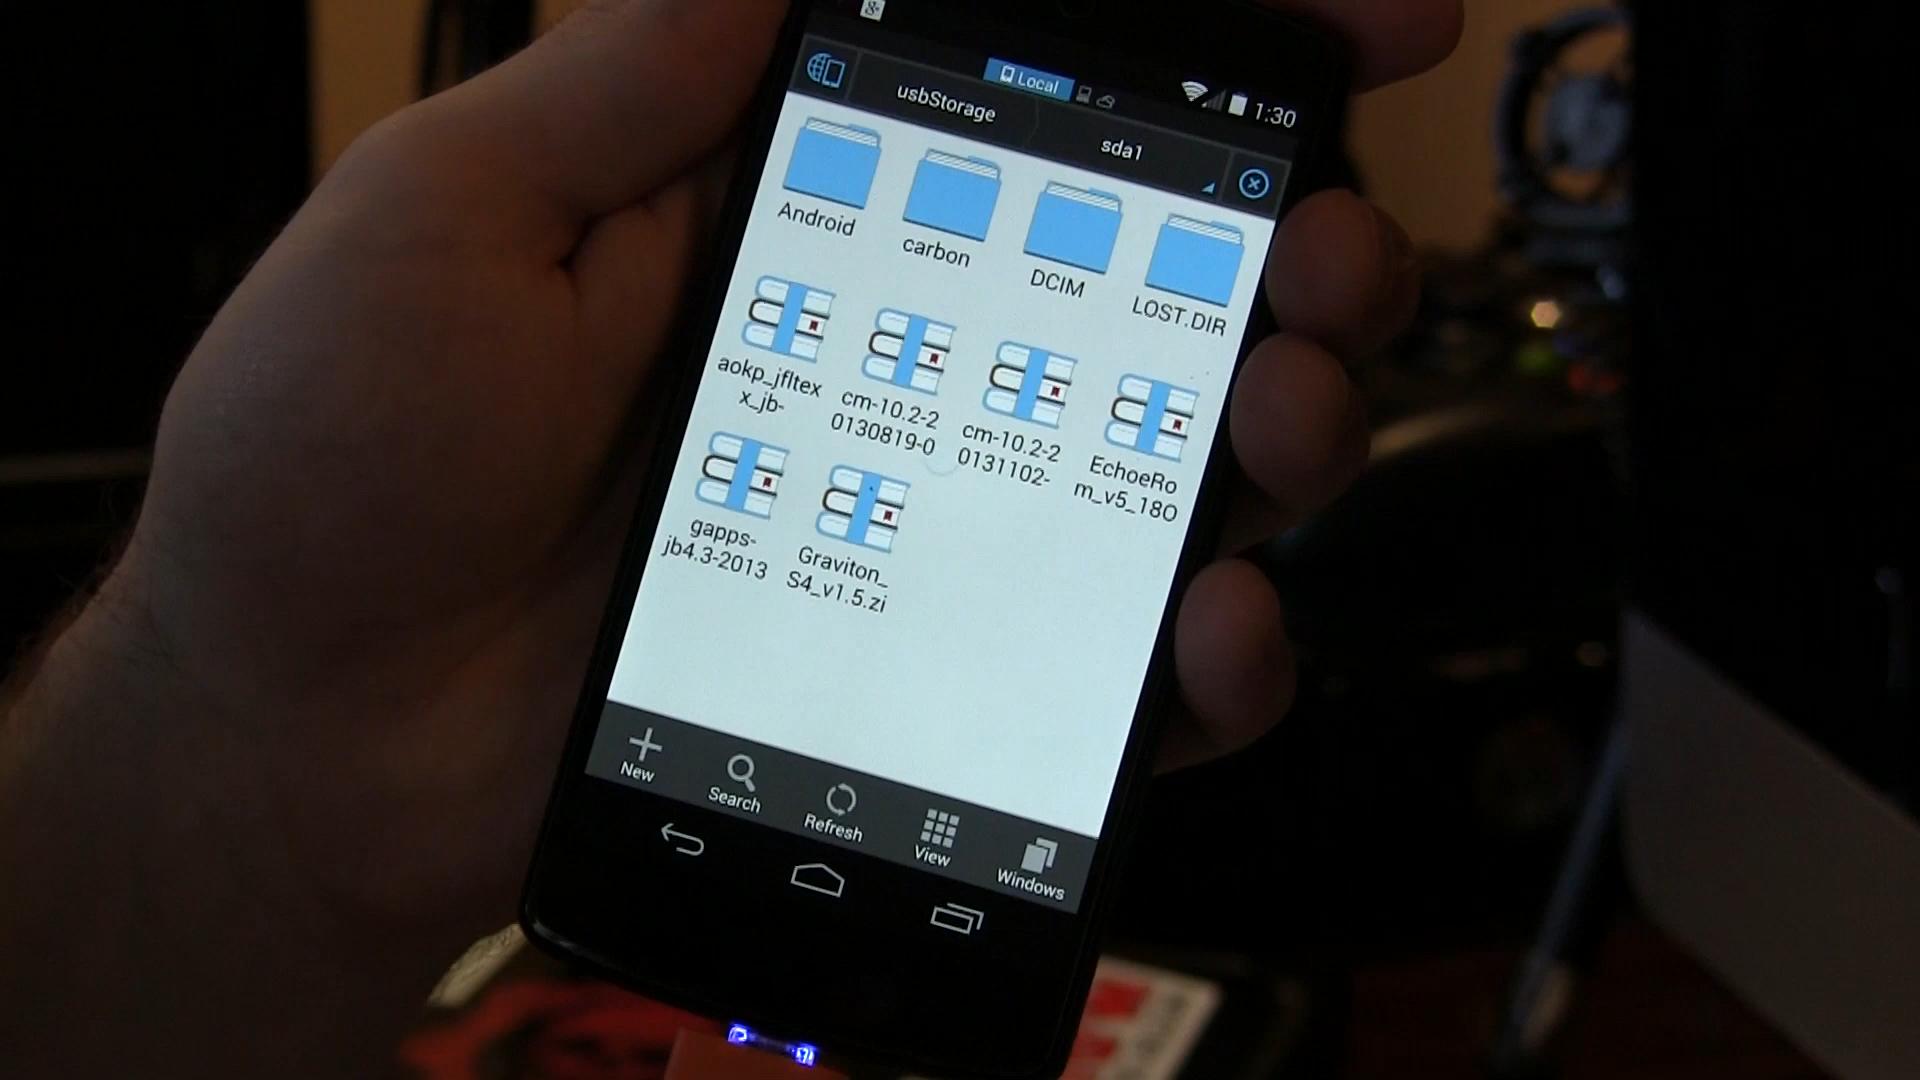 g+
Local
1:30
usbStorage
sda1
Android
carbon
DCIM
LOST.DIR
aokp_jfltex
x_jb-
cm-10.2-2
0130819-0
cm-10.2-2
0131102-
EchoeRo
m_v5_18O
gapps-
jb4.3-2013
Graviton_
S4_v1.5.zi
New
Search
Refresh
View
Windows